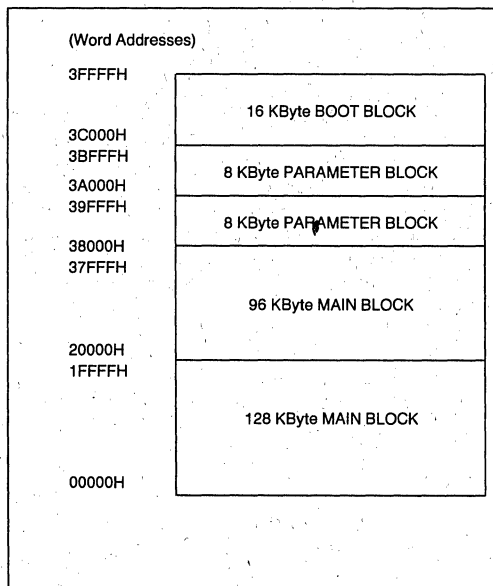 (Word Addresses)
3FFFFH
16 KByte BOOT BLOCK
3C000H
3BFFFH
8 KByte PARAMETER BLOCK
3A000H
39FFFH
8 KByte PARAMETER BLOCK
38000H
37FFFH
96 KByte MAIN BLOCK
20000H
1FFFFH
128 KByte MAIN BLOCK
00000H